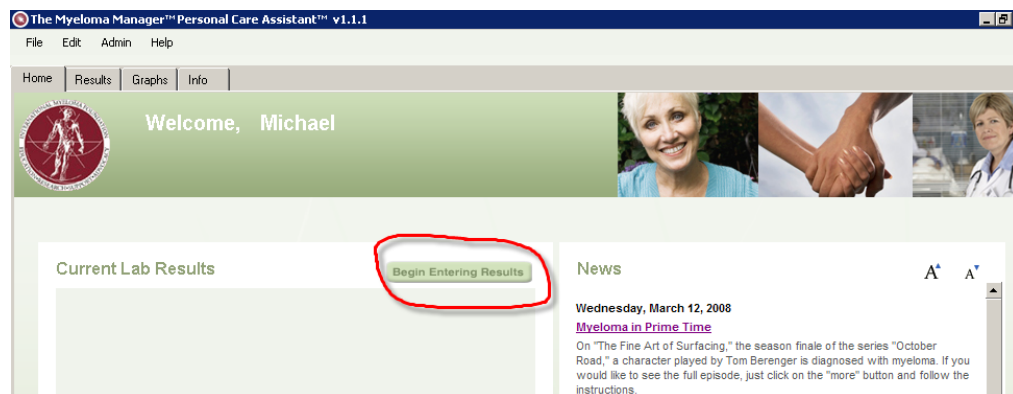 The Myeloma Manager™ Personal Care Assistant™ v1.1.1
File Edit Admin Help
Home Results Graphs Info
INTERNATIONAL MYELOMA FOUNDATION
Welcome, Michael
Current Lab Results
Begin Entering Results
News
A A
Wednesday, March 12, 2008
Myeloma in Prime Time
On "The Fine Art of Surfacing," the season finale of the series "October
Road," a character played by Tom Berenger is diagnosed with myeloma. If you
would like to see the full episode, just click on the "more" button and follow the
instructions.